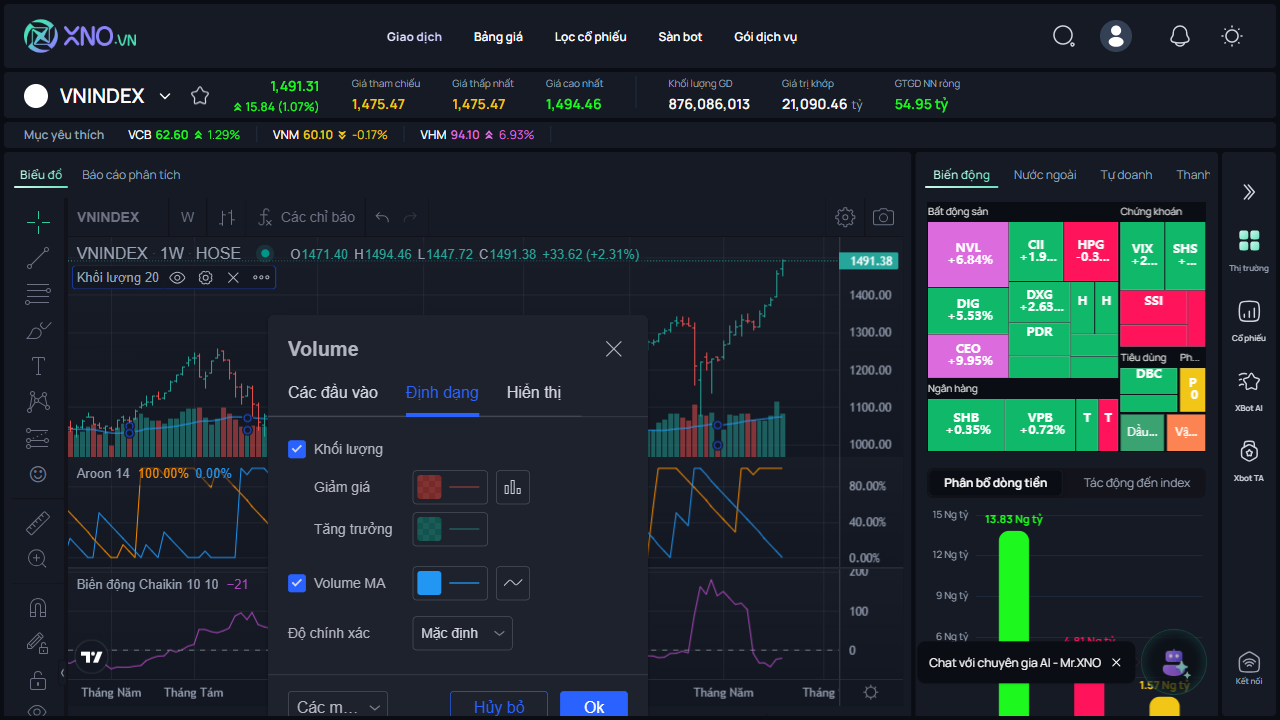 XNO.VN
Giao dịch Bảng giá Lọc cổ phiếu Sàn bot Gói dịch vụ
VNINDEX
1,491.31
15.84 (1.07%)
Giá tham chiếu
1,475.47
Giá thấp nhất
1,475.47
Giá cao nhất
1,494.46
Khối lượng GD
876,086,013
Giá trị khớp
21,090.46 tỷ
GTGD NN ròng
54.95 tỷ
Mục yêu thích VCB 62.60 1.29% VNM 60.10 -0.17% VHM 94.10 6.93%
Biểu đồ Báo cáo phân tích
VNINDEX W Các chỉ báo
VNINDEX · 1W · HOSE O1471.40 H1494.46 L1447.72 C1491.38 +33.62 (+2.31%)
Khối lượng 20
1491.38
1400.00
1300.00
1200.00
1100.00
1000.00
Volume
Các đầu vào Định dạng Hiển thị
Khối lượng
Giảm giá
Tăng trưởng
Volume MA
Độ chính xác Mặc định
Các m... Hủy bỏ Ok
Aroon 14 100.00% 0.00%
80.00%
40.00%
0.00%
Biên động Chaikin 10 10 −21
200
100
0
Tháng Năm Tháng Tám Tháng Năm Tháng
Biến động Nước ngoài Tự doanh Thanh
Bất động sản
NVL
+6.84%
CII
+1.9...
HPG
-0.3...
DIG
+5.53%
DXG
+2.63...
H H
PDR
CEO
+9.95%
Chứng khoán
VIX
+2...
SHS
+...
SSI
Tiêu dùng Ph...
DBC
P
0
Ngân hàng
SHB
+0.35%
VPB
+0.72%
T T
Dầu... Vậ...
Phân bổ dòng tiền Tác động đến index
15 Ng tỷ
12 Ng tỷ
9 Ng tỷ
6 Ng tỷ
13.83 Ng tỷ
4.81 Ng tỷ
1.57 Ng tỷ
Chat với chuyên gia AI - Mr.XNO
Thị trường
Cổ phiếu
XBot AI
Xbot TA
Kết nối